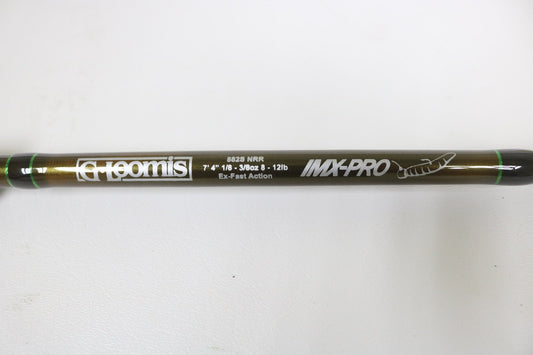 G·Loomis
882S NRR
7' 4" 1/8 - 3/8oz 8 - 12lb
Ex-Fast Action
IMX-PRO